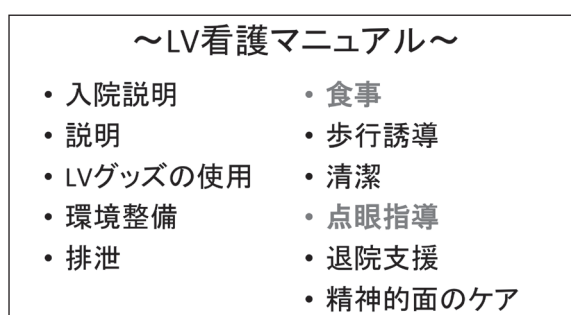 ～LV看護マニュアル～
• 入院説明
• 説明
• LVグッズの使用
• 環境整備
• 排泄
• 食事
• 歩行誘導
• 清潔
• 点眼指導
• 退院支援
• 精神的面のケア